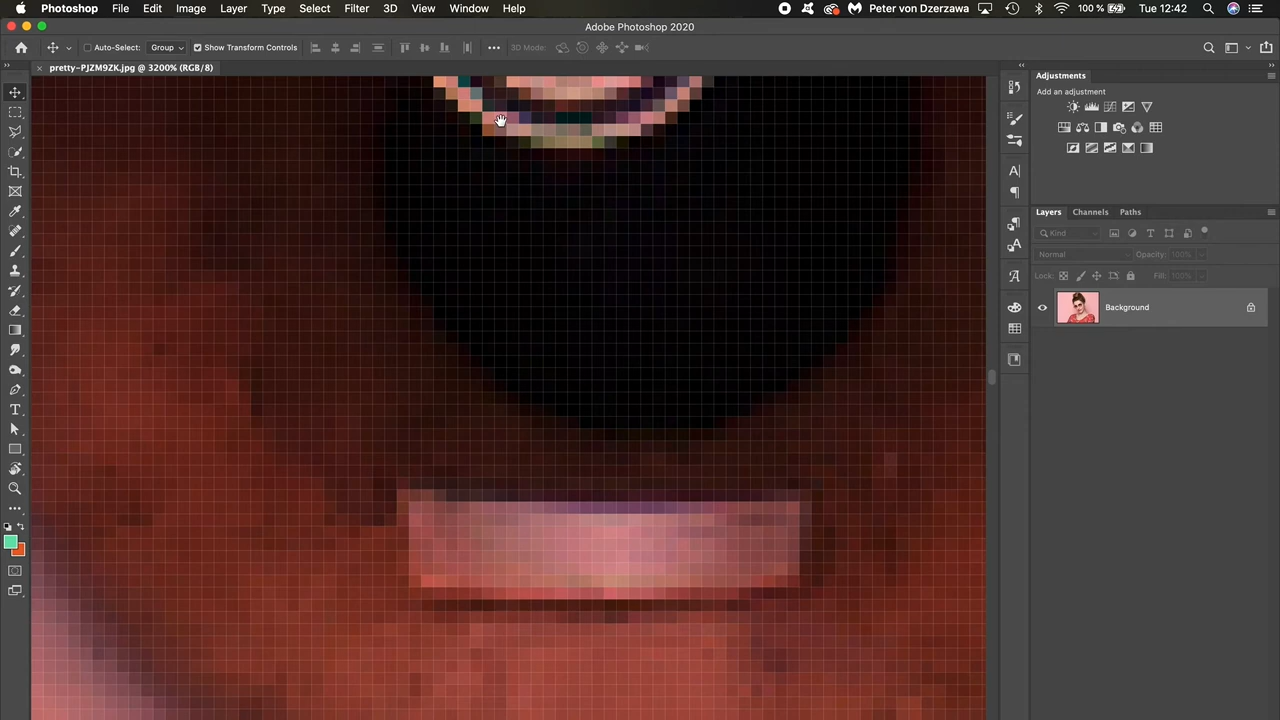 Photoshop File Edit Image Layer Type Select Filter 3D View Window Help Peter von Dzerzawa 100 % Tue 12:42
Adobe Photoshop 2020
Auto-Select: Group Show Transform Controls 3D Mode:
pretty-PJZM9ZK.jpg @ 3200% (RGB/8)
Adjustments
Add an adjustment
Layers Channels Paths
Kind
Normal Opacity: 100%
Lock: Fill: 100%
Background